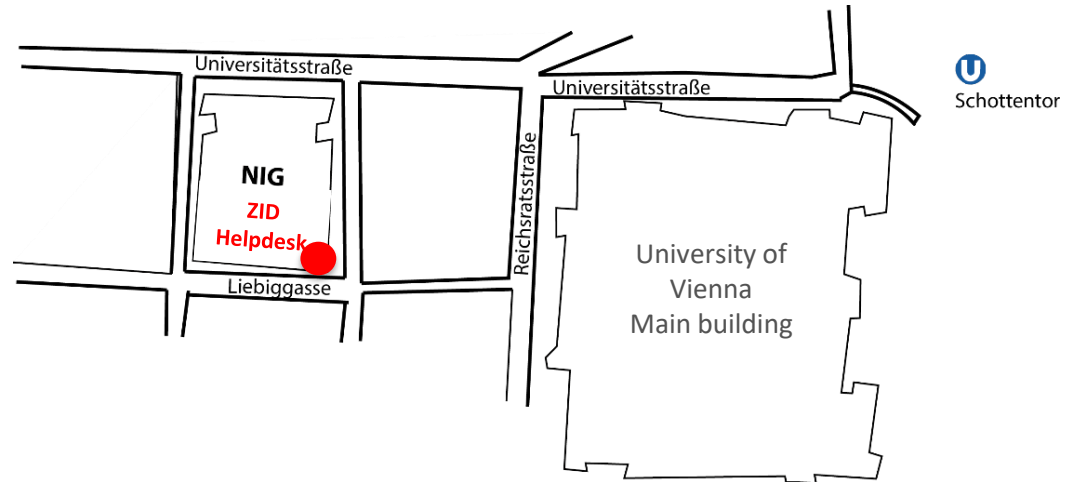 Universitätsstraße
Universitätsstraße
U
Schottentor
NIG
ZID
Helpdesk
Reichsratsstraße
Liebiggasse
University of
Vienna
Main building